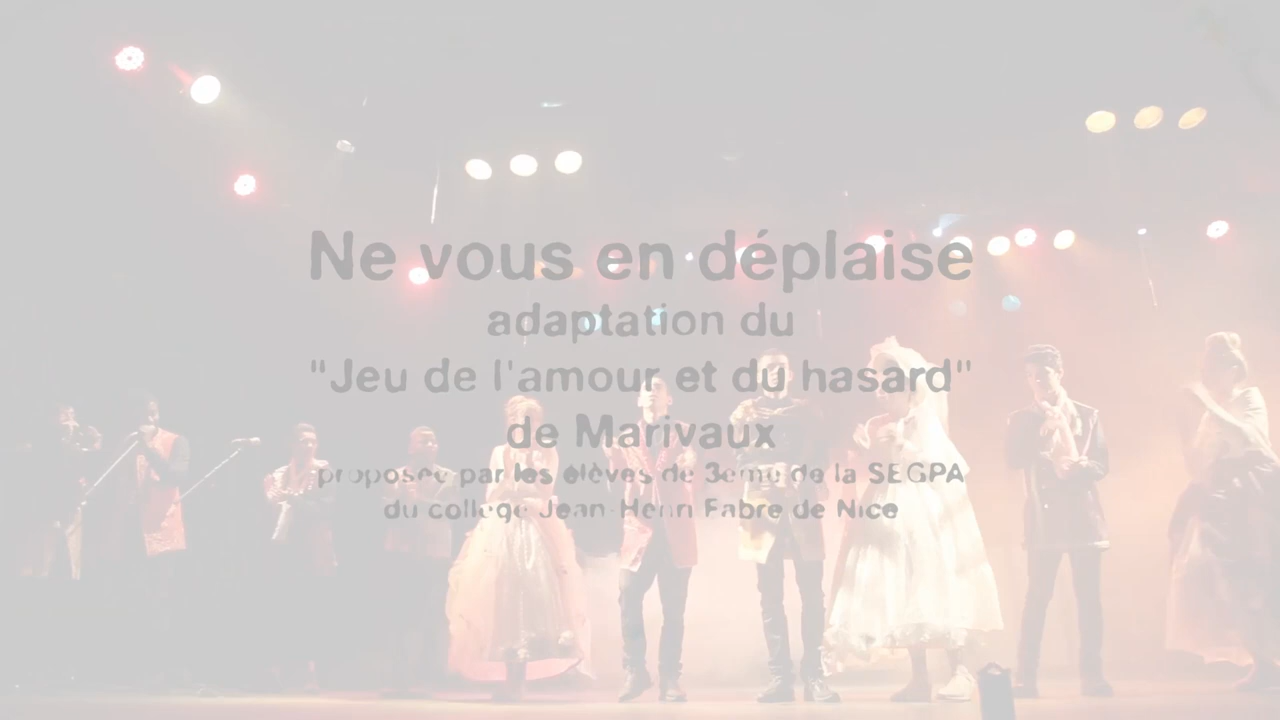 Ne vous en déplaise
adaptation du
"Jeu de l'amour et du hasard"
de Marivaux
proposée par les élèves de 3eme de la SEGPA
du collège Jean-Henri Fabre de Nice